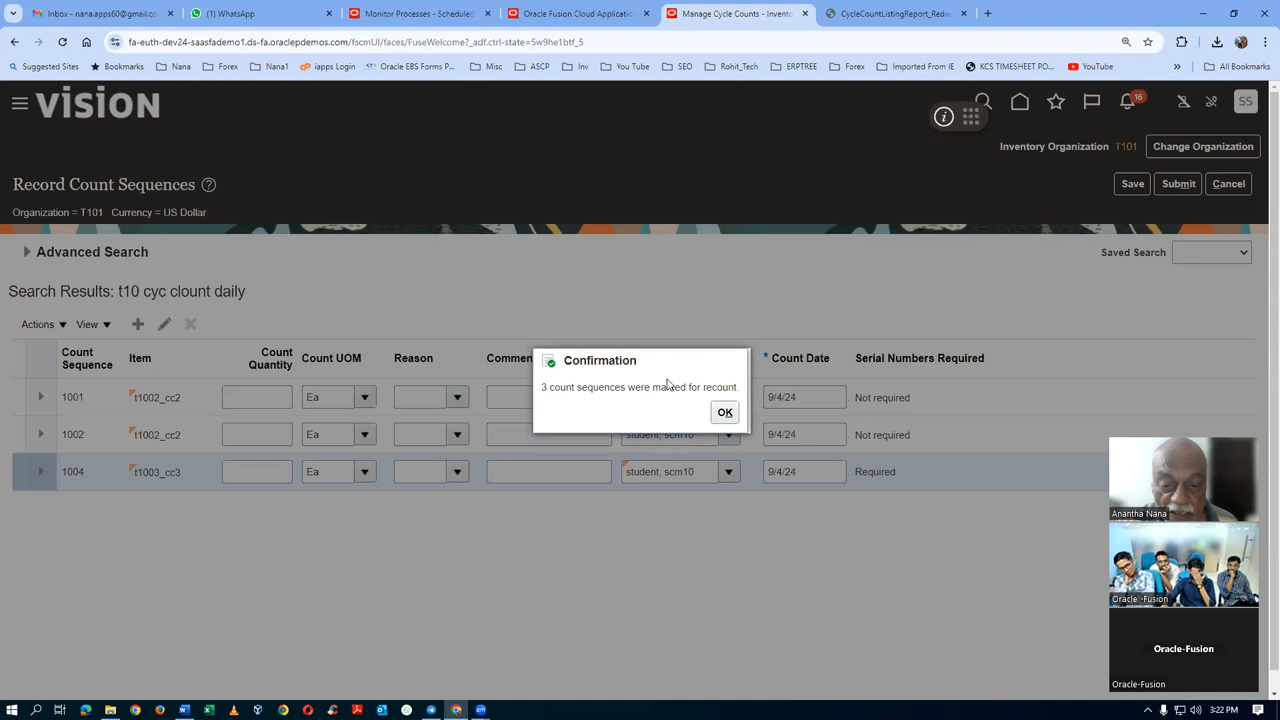 Inbox - nana.apps60@gmail.co
(1) WhatsApp
Monitor Processes - Scheduled
Oracle Fusion Cloud Application
Manage Cycle Counts - Invento
CycleCountListingReport_Redw
fa-euth-dev24-saasfademo1.ds-fa.oraclepdemos.com/fscmUI/faces/FuseWelcome?_adf.ctrl-state=5w9he1btf_5
Suggested Sites
Bookmarks
Nana
Forex
Nana1
iapps Login
Oracle EBS Forms P...
Misc
ASCP
Inv
You Tube
SEO
Rohit_Tech
ERPTREE
Forex
Imported From IE
KCS TIMESHEET PO...
YouTube
»
All Bookmarks
VISION
16
SS
Inventory Organization T101
Change Organization
Record Count Sequences
Save
Submit
Cancel
Organization = T101 Currency = US Dollar
Advanced Search
Saved Search
Search Results: t10 cyc clount daily
Actions
View
Count Sequence
Item
Count Quantity
Count UOM
Reason
Commen
* Count Date
Serial Numbers Required
1001
t1002_cc2
Ea
9/4/24
Not required
1002
t1002_cc2
Ea
student, scm10
9/4/24
Not required
1004
t1003_cc3
Ea
student, scm10
9/4/24
Required
Confirmation
3 count sequences were marked for recount.
OK
Anantha Nana
Oracle -Fusion
Oracle-Fusion
Oracle-Fusion
3:22 PM